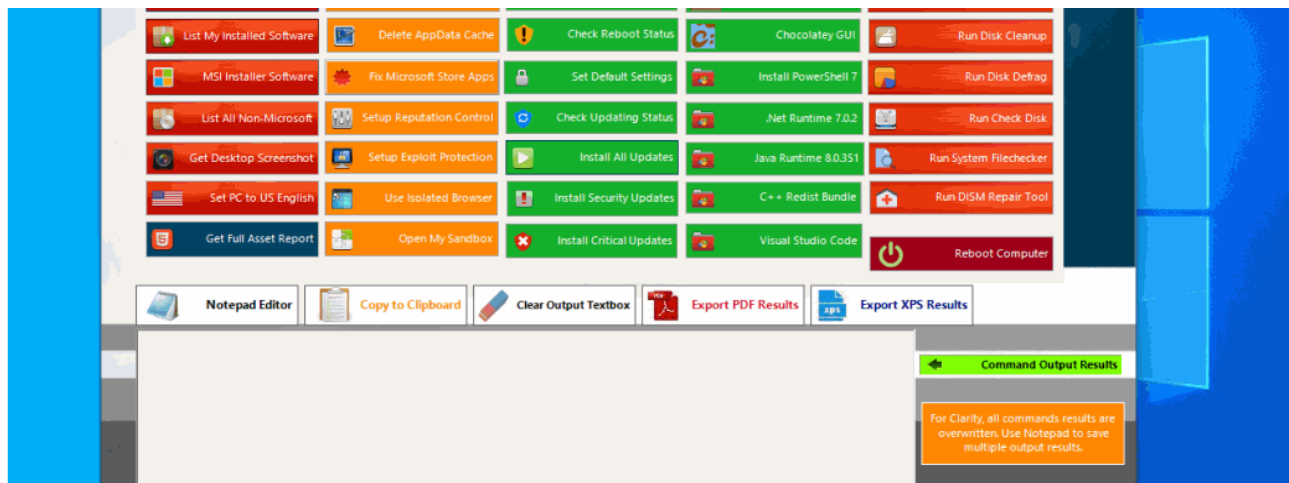 List My Installed Software
Delete AppData Cache
Check Reboot Status
Chocolatey GUI
Run Disk Cleanup
MSI Installer Software
Fix Microsoft Store Apps
Set Default Settings
Install PowerShell 7
Run Disk Defrag
List All Non-Microsoft
Setup Reputation Control
Check Updating Status
.Net Runtime 7.0.2
Run Check Disk
Get Desktop Screenshot
Setup Exploit Protection
Install All Updates
Java Runtime 8.0.351
Run System Filechecker
Set PC to US English
Use Isolated Browser
Install Security Updates
C++ Redist Bundle
Run DISM Repair Tool
Get Full Asset Report
Open My Sandbox
Install Critical Updates
Visual Studio Code
Reboot Computer
Notepad Editor
Copy to Clipboard
Clear Output Textbox
PDF
Export PDF Results
xps
Export XPS Results
Command Output Results
For Clarity, all commands results are
overwritten. Use Notepad to save
multiple output results.